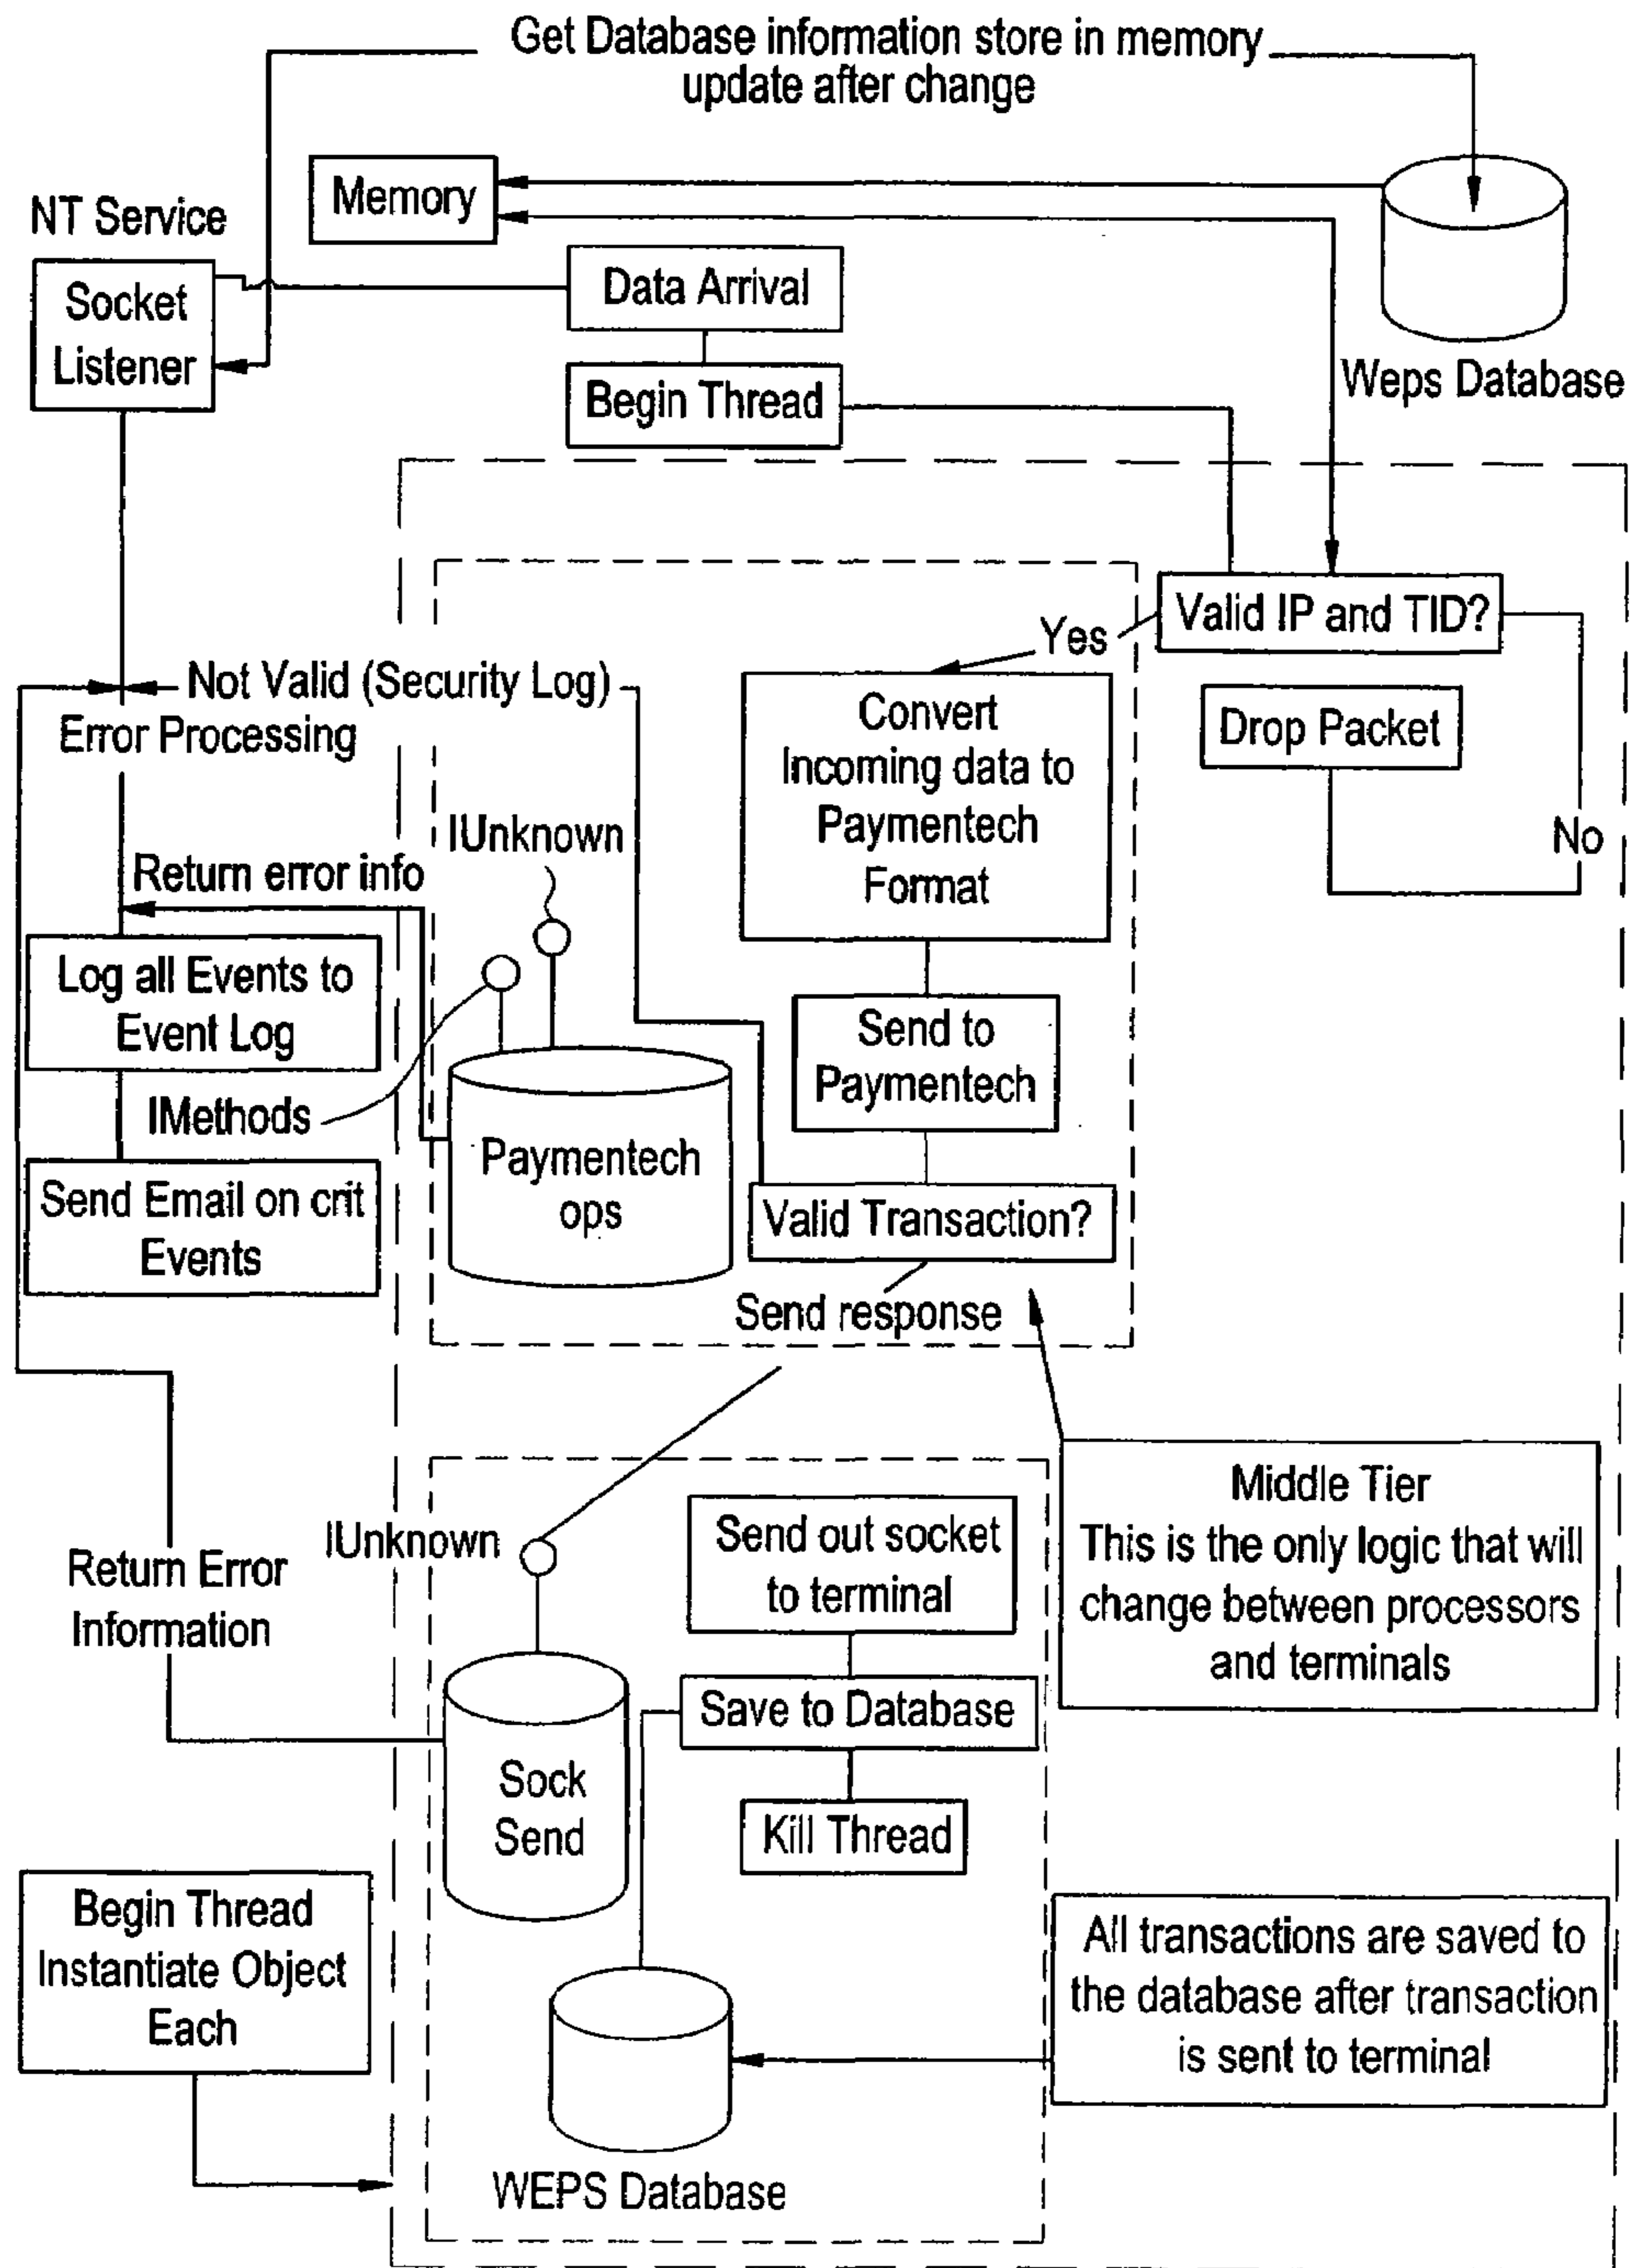 Get Database information store in memory
update after change
Memory
NT Service
Socket
Listener
Data Arrival
Begin Thread
Weps Database
Valid IP and TID?
Yes
Not Valid (Security Log)
Error Processing
Convert
Incoming data to
Paymentech
Format
Drop Packet
No
IUnknown
Return error info
Log all Events to
Event Log
IMethods
Send to
Paymentech
Paymentech
ops
Send Email on crit
Events
Valid Transaction?
Send response
Middle Tier
This is the only logic that will
change between processors
and terminals
IUnknown
Send out socket
to terminal
Return Error
Information
Save to Database
Sock
Send
Kill Thread
Begin Thread
Instantiate Object
Each
All transactions are saved to
the database after transaction
is sent to terminal
WEPS Database